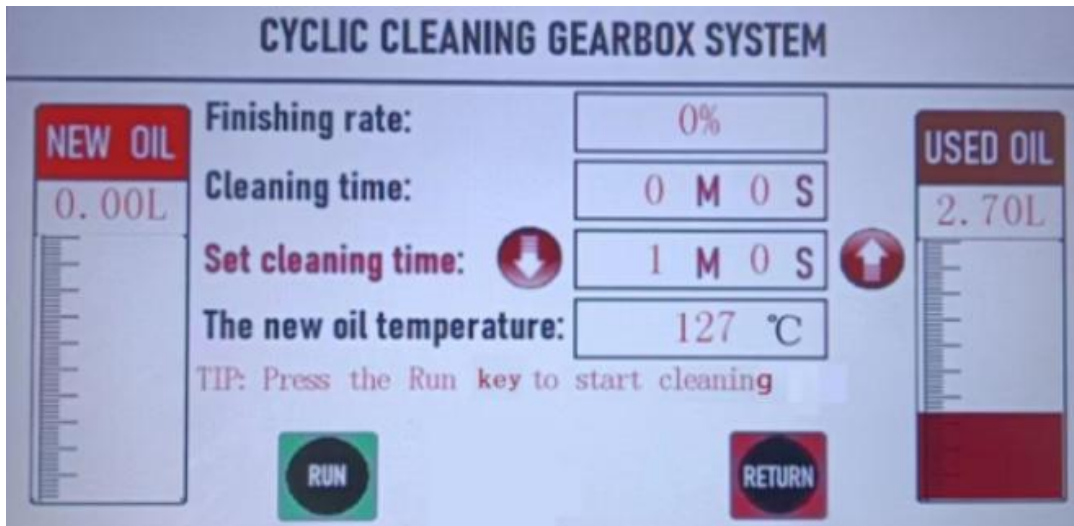 CYCLIC CLEANING GEARBOX SYSTEM
NEW OIL
0.00L
Finishing rate: 0%
Cleaning time: 0 M 0 S
Set cleaning time: 1 M 0 S
The new oil temperature: 127 ℃
TIP: Press the Run key to start cleaning
USED OIL
2.70L
RUN
RETURN